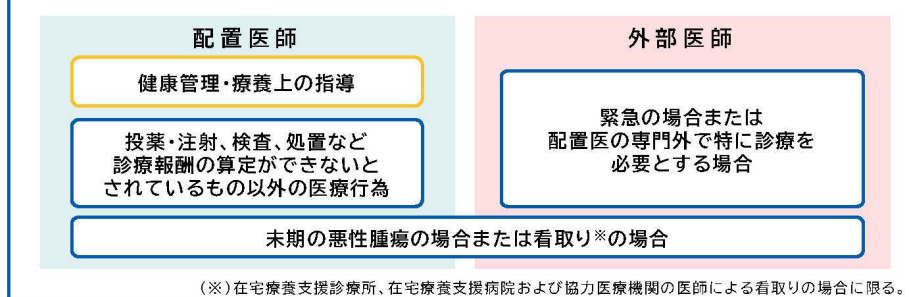 配置医師
外部医師
健康管理・療養上の指導
投薬・注射、検査、処置など
診療報酬の算定ができないと
されているもの以外の医療行為
緊急の場合または
配置医の専門外で特に診療を
必要とする場合
末期の悪性腫瘍の場合または看取り※の場合
(※)在宅療養支援診療所、在宅療養支援病院および協力医療機関の医師による看取りの場合に限る。